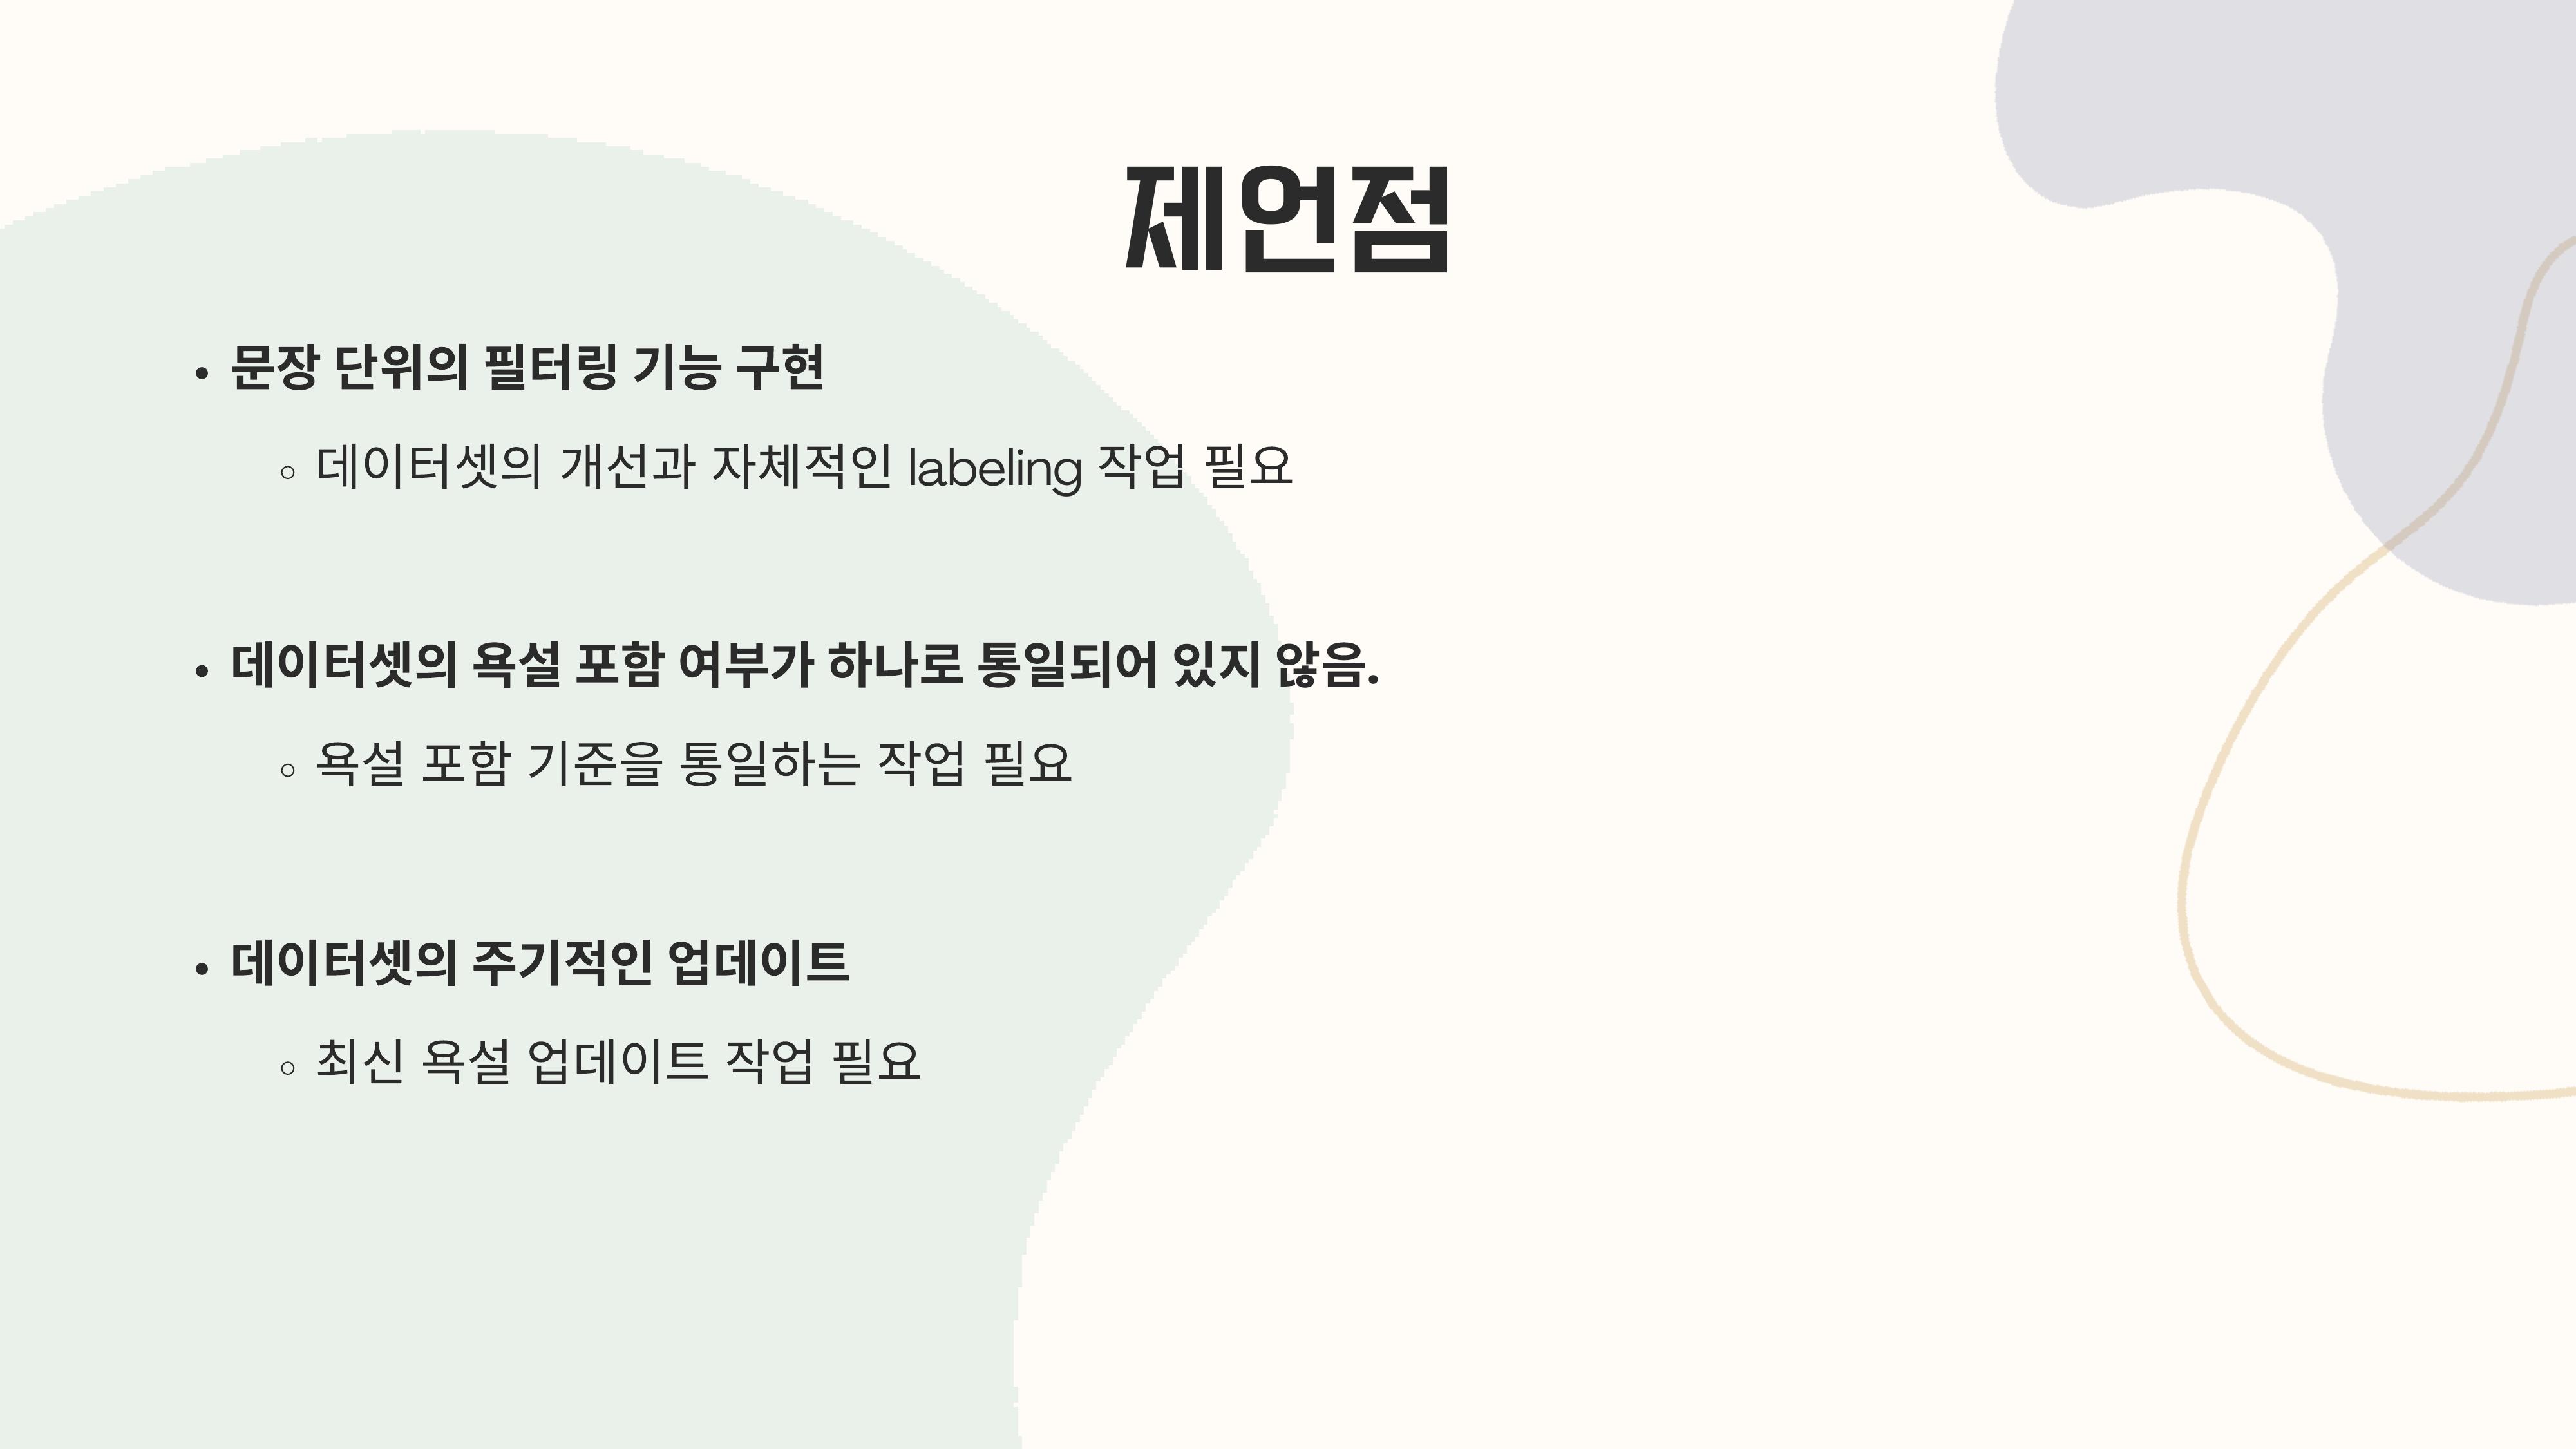 제언점
• 문장 단위의 필터링 기능 구현
◦ 데이터셋의 개선과 자체적인 labeling 작업 필요
• 데이터셋의 욕설 포함 여부가 하나로 통일되어 있지 않음.
◦ 욕설 포함 기준을 통일하는 작업 필요
• 데이터셋의 주기적인 업데이트
◦ 최신 욕설 업데이트 작업 필요